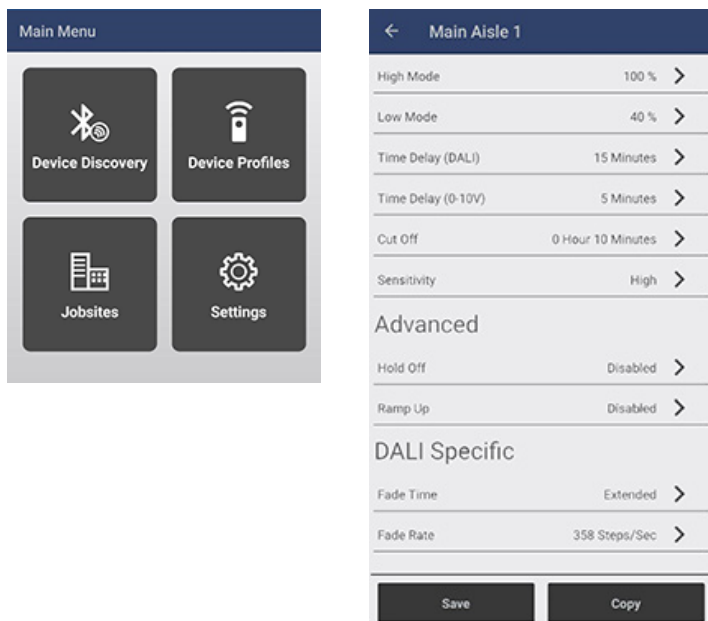 Main Menu
Device Discovery
Device Profiles
Jobsites
Settings
Main Aisle 1
High Mode 100 %
Low Mode 40 %
Time Delay (DALI) 15 Minutes
Time Delay (0-10V) 5 Minutes
Cut Off 0 Hour 10 Minutes
Sensitivity High
Advanced
Hold Off Disabled
Ramp Up Disabled
DALI Specific
Fade Time Extended
Fade Rate 358 Steps/Sec
Save Copy